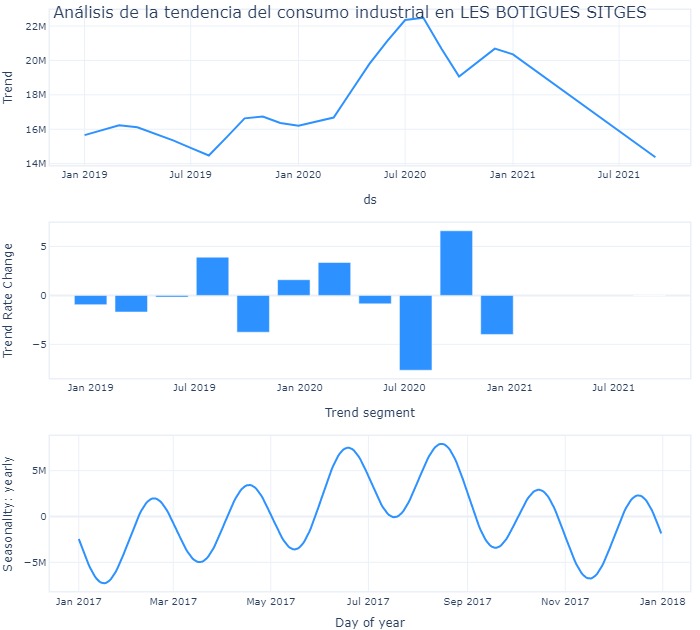 Análisis de la tendencia del consumo industrial en LES BOTIGUES SITGES
22M
20M
18M
16M
14M
Trend
Jan 2019 Jul 2019 Jan 2020 Jul 2020 Jan 2021 Jul 2021
ds
5
0
−5
Trend Rate Change
Jan 2019 Jul 2019 Jan 2020 Jul 2020 Jan 2021 Jul 2021
Trend segment
5M
0
−5M
Seasonality: yearly
Jan 2017 Mar 2017 May 2017 Jul 2017 Sep 2017 Nov 2017 Jan 2018
Day of year